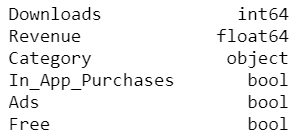 Downloads int64
Revenue float64
Category object
In_App_Purchases bool
Ads bool
Free bool